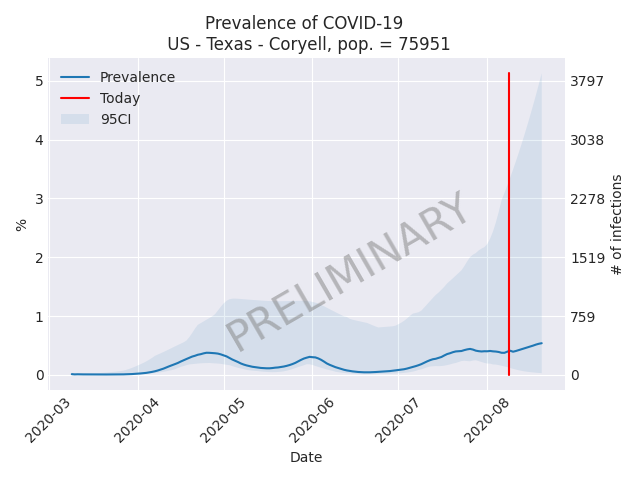 Prevalence of COVID-19
US - Texas - Coryell, pop. = 75951
Prevalence
Today
95CI
PRELIMINARY
5
4
3
2
1
0
%
3797
3038
2278
1519
759
0
# of infections
2020-03
2020-04
2020-05
2020-06
2020-07
2020-08
Date